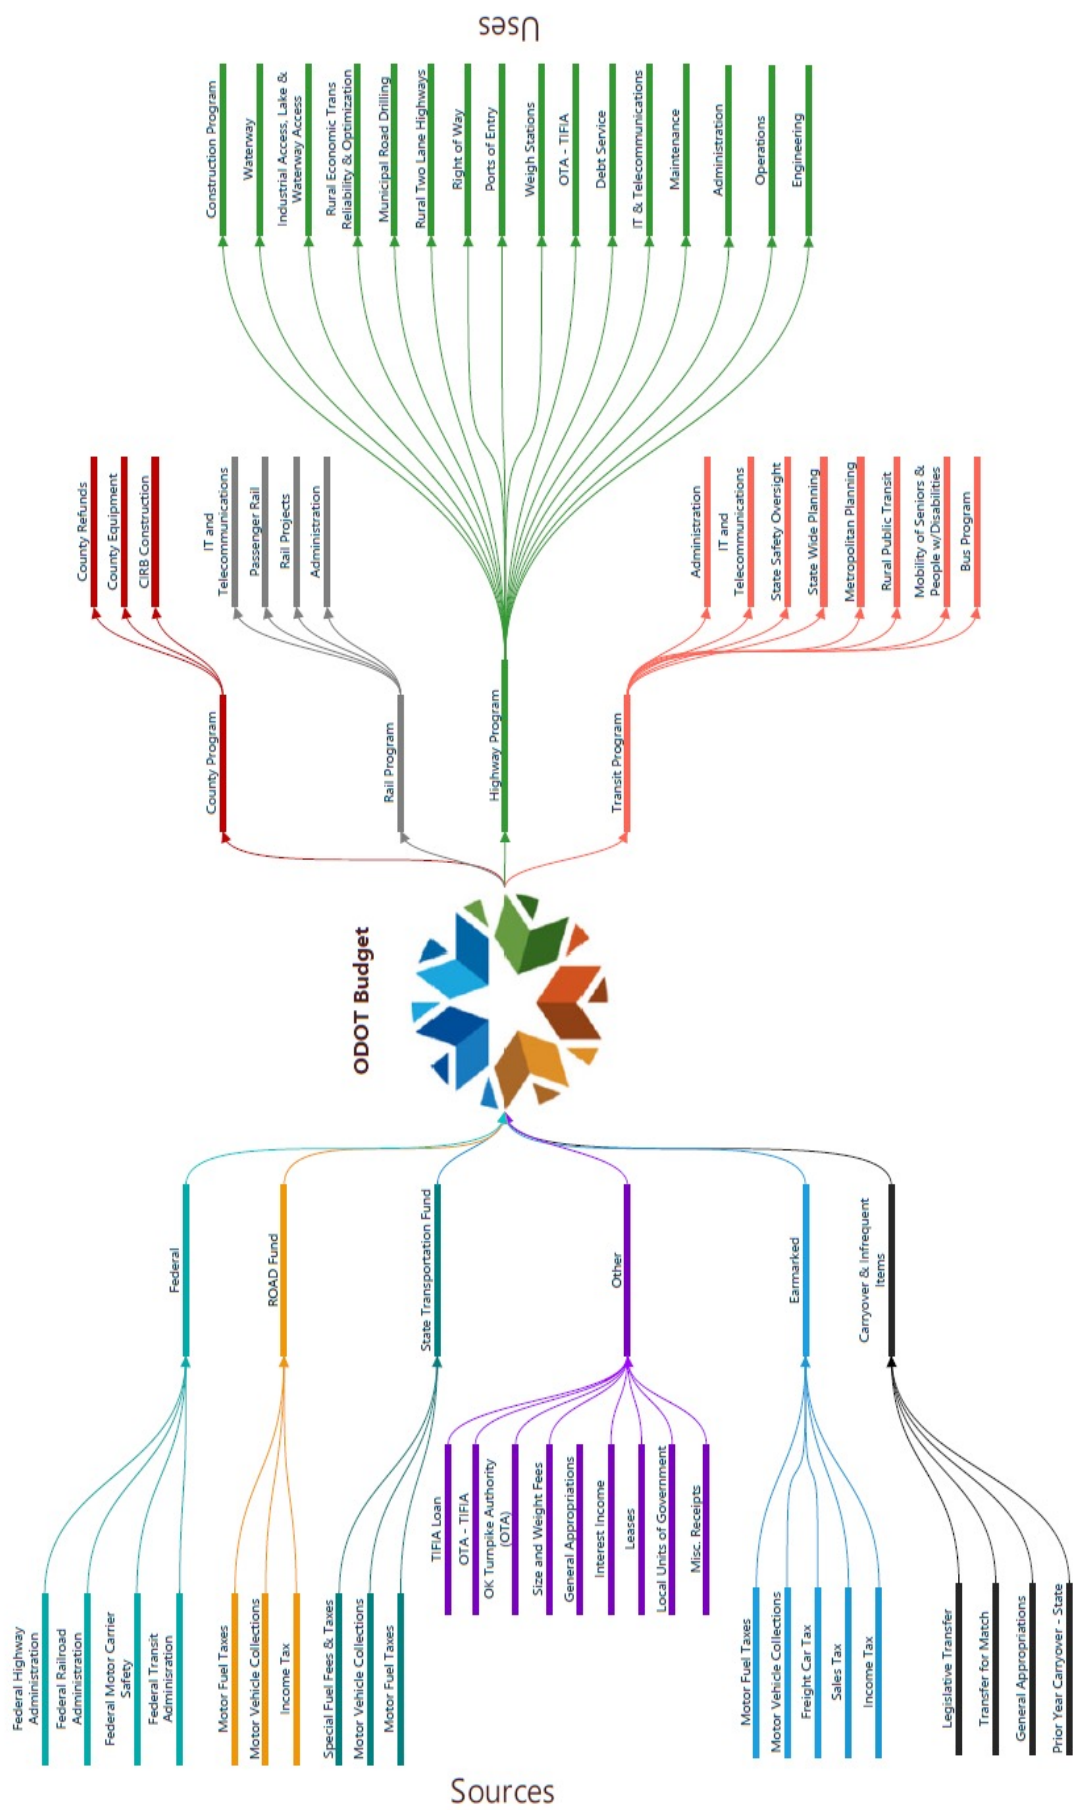 Uses
Construction Program
Waterway
Industrial Access, Lake &
Waterway Access
Rural Economic Trans
Reliability & Optimization
Municipal Road Drilling
Rural Two Lane Highways
Right of Way
Ports of Entry
Weigh Stations
OTA - TIFIA
Debt Service
IT & Telecommunications
Maintenance
Administration
Operations
Engineering
County Refunds
County Equipment
CIRB Construction
IT and
Telecommunications
Passenger Rail
Rail Projects
Administration
Administration
IT and
Telecommunications
State Safety Oversight
State Wide Planning
Metropolitan Planning
Rural Public Transit
Mobility of Seniors &
People w/Disabilities
Bus Program
County Program
Rail Program
Highway Program
Transit Program
ODOT Budget
Federal
ROAD Fund
State Transportation Fund
Other
Earmarked
Carryover & Infrequent
Items
TIFIA Loan
OTA - TIFIA
OK Turnpike Authority
(OTA)
Size and Weight Fees
General Appropriations
Interest Income
Leases
Local Units of Government
Misc. Receipts
Federal Highway
Administration
Federal Railroad
Administration
Federal Motor Carrier
Safety
Federal Transit
Adminisration
Motor Fuel Taxes
Motor Vehicle Collections
Income Tax
Special Fuel Fees & Taxes
Motor Vehicle Collections
Motor Fuel Taxes
Motor Fuel Taxes
Motor Vehicle Collections
Freight Car Tax
Sales Tax
Income Tax
Legislative Transfer
Transfer for Match
General Appropriations
Prior Year Carryover - State
Sources